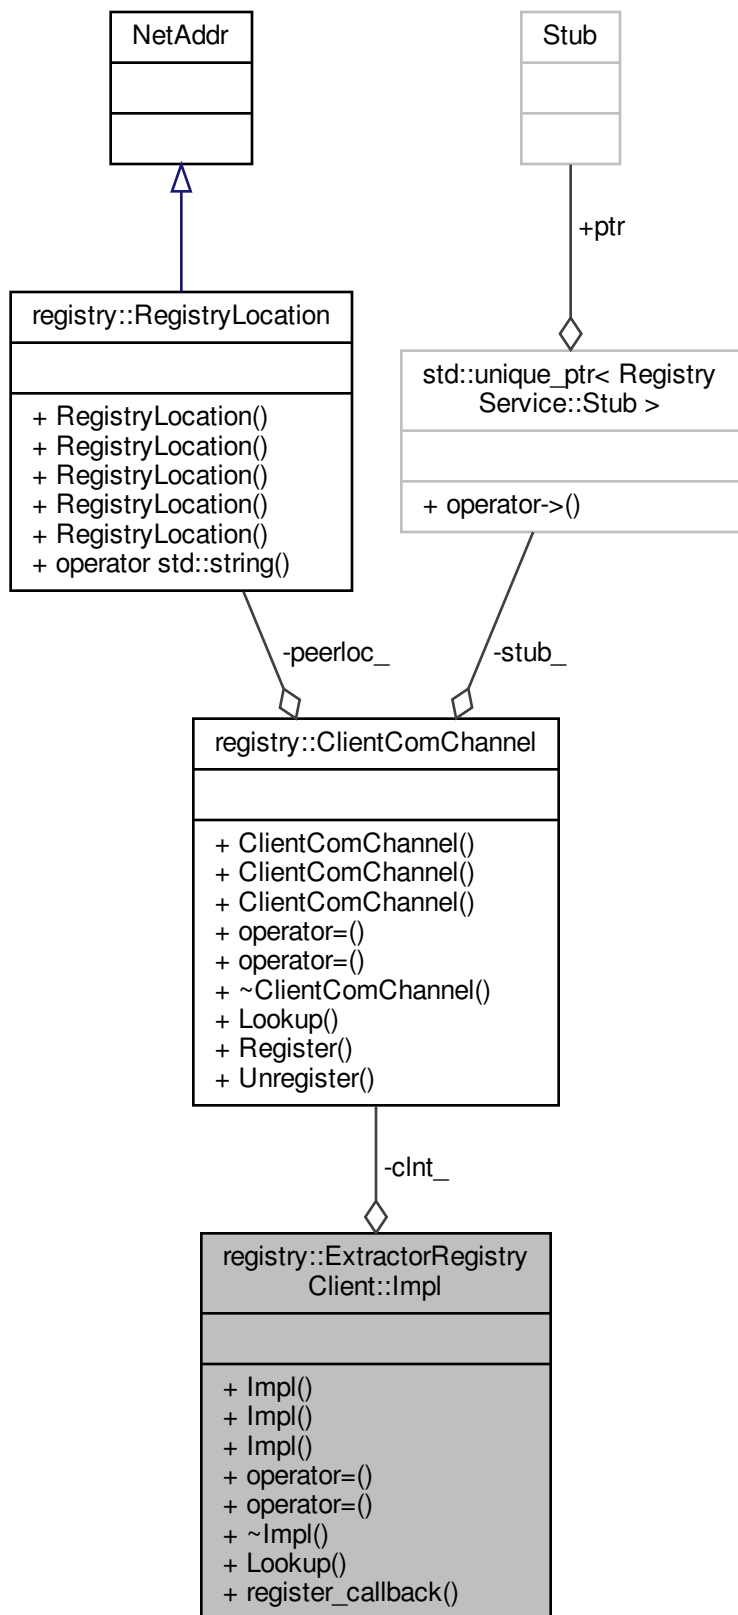 NetAddr
Stub
+ptr
registry::RegistryLocation
+ RegistryLocation()
+ RegistryLocation()
+ RegistryLocation()
+ RegistryLocation()
+ RegistryLocation()
+ operator std::string()
std::unique_ptr< Registry
Service::Stub >
+ operator->()
-peerloc_
-stub_
registry::ClientComChannel
+ ClientComChannel()
+ ClientComChannel()
+ ClientComChannel()
+ operator=()
+ operator=()
+ ~ClientComChannel()
+ Lookup()
+ Register()
+ Unregister()
-clnt_
registry::ExtractorRegistry
Client::Impl
+ Impl()
+ Impl()
+ Impl()
+ operator=()
+ operator=()
+ ~Impl()
+ Lookup()
+ register_callback()